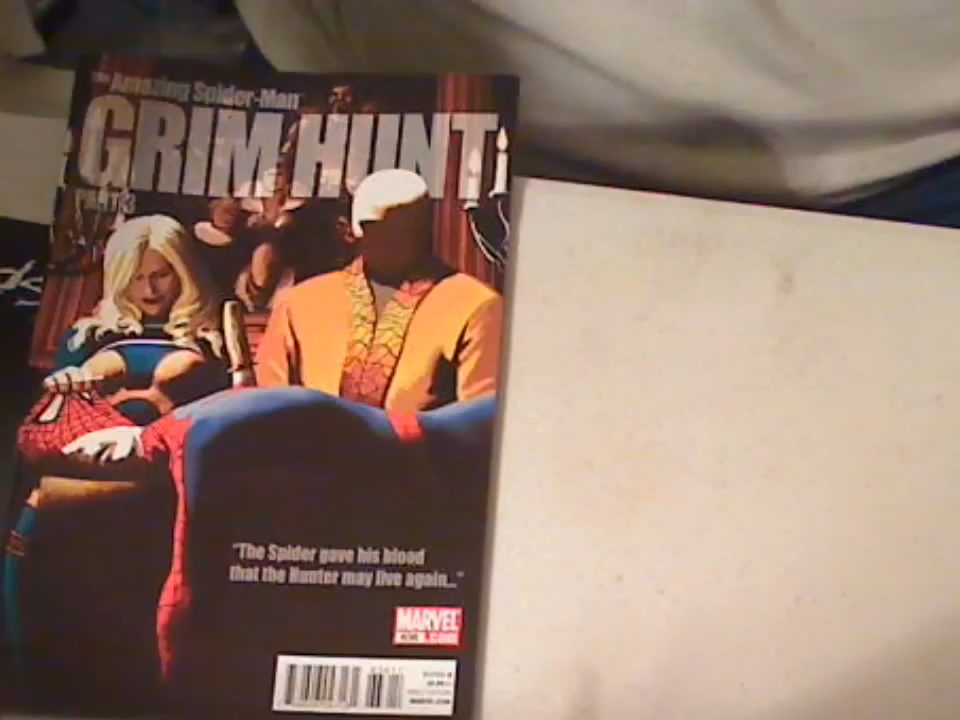 The Amazing Spider-Man
GRIM HUNT
PART 3
"The Spider gave his blood
that the Hunter may live again..."
MARVEL
.COM